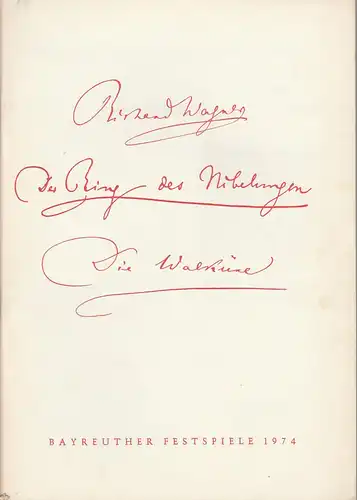 Richard Wagner
Der Ring des Nibelungen
Die Walküre
BAYREUTHER FESTSPIELE 1974